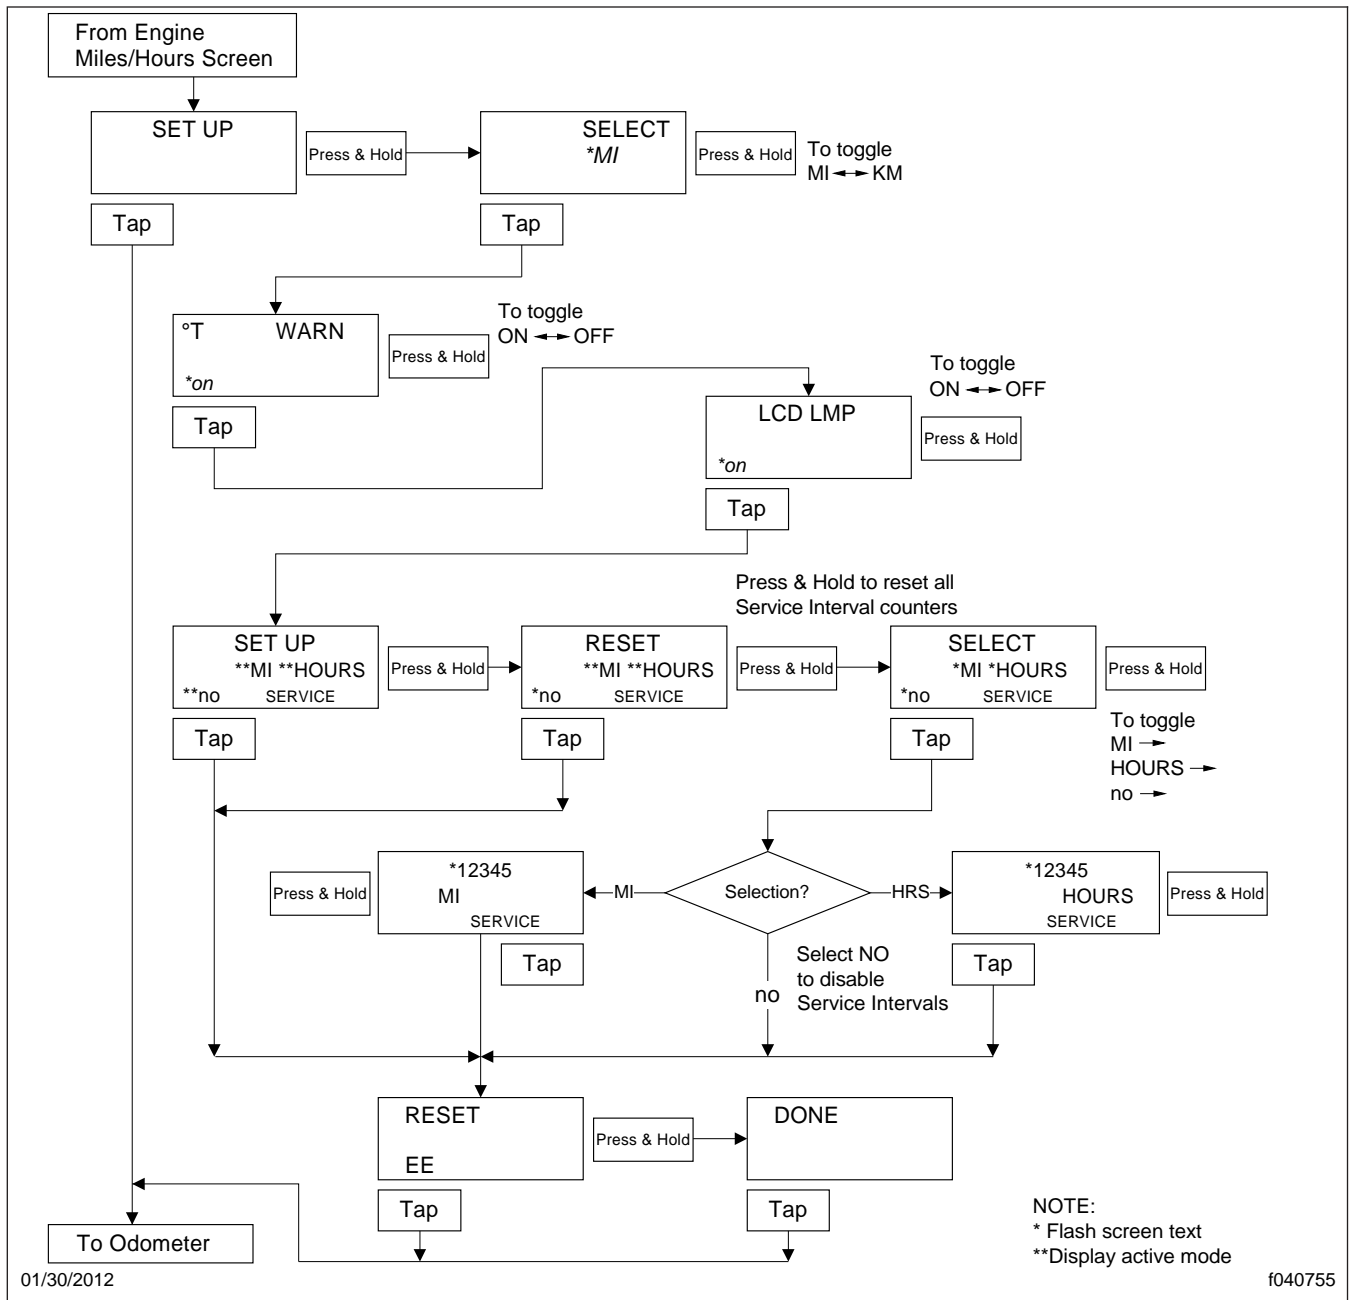 From Engine
Miles/Hours Screen
SET UP
Press & Hold
SELECT
*MI
Press & Hold
To toggle
MI ◄─► KM
Tap
Tap
°T WARN
*on
Press & Hold
To toggle
ON ◄─► OFF
Tap
LCD LMP
*on
To toggle
ON ◄─► OFF
Press & Hold
Tap
Press & Hold to reset all
Service Interval counters
SET UP
**MI **HOURS
**no SERVICE
Press & Hold
RESET
**MI **HOURS
*no SERVICE
Press & Hold
SELECT
*MI *HOURS
*no SERVICE
Press & Hold
To toggle
MI ─►
HOURS ─►
no ─►
Tap
Tap
Tap
Press & Hold
*12345
MI
SERVICE
MI
Selection?
HRS
*12345
HOURS
SERVICE
Press & Hold
Tap
no
Select NO
to disable
Service Intervals
Tap
RESET
EE
Press & Hold
DONE
Tap
Tap
To Odometer
NOTE:
* Flash screen text
**Display active mode
01/30/2012
f040755